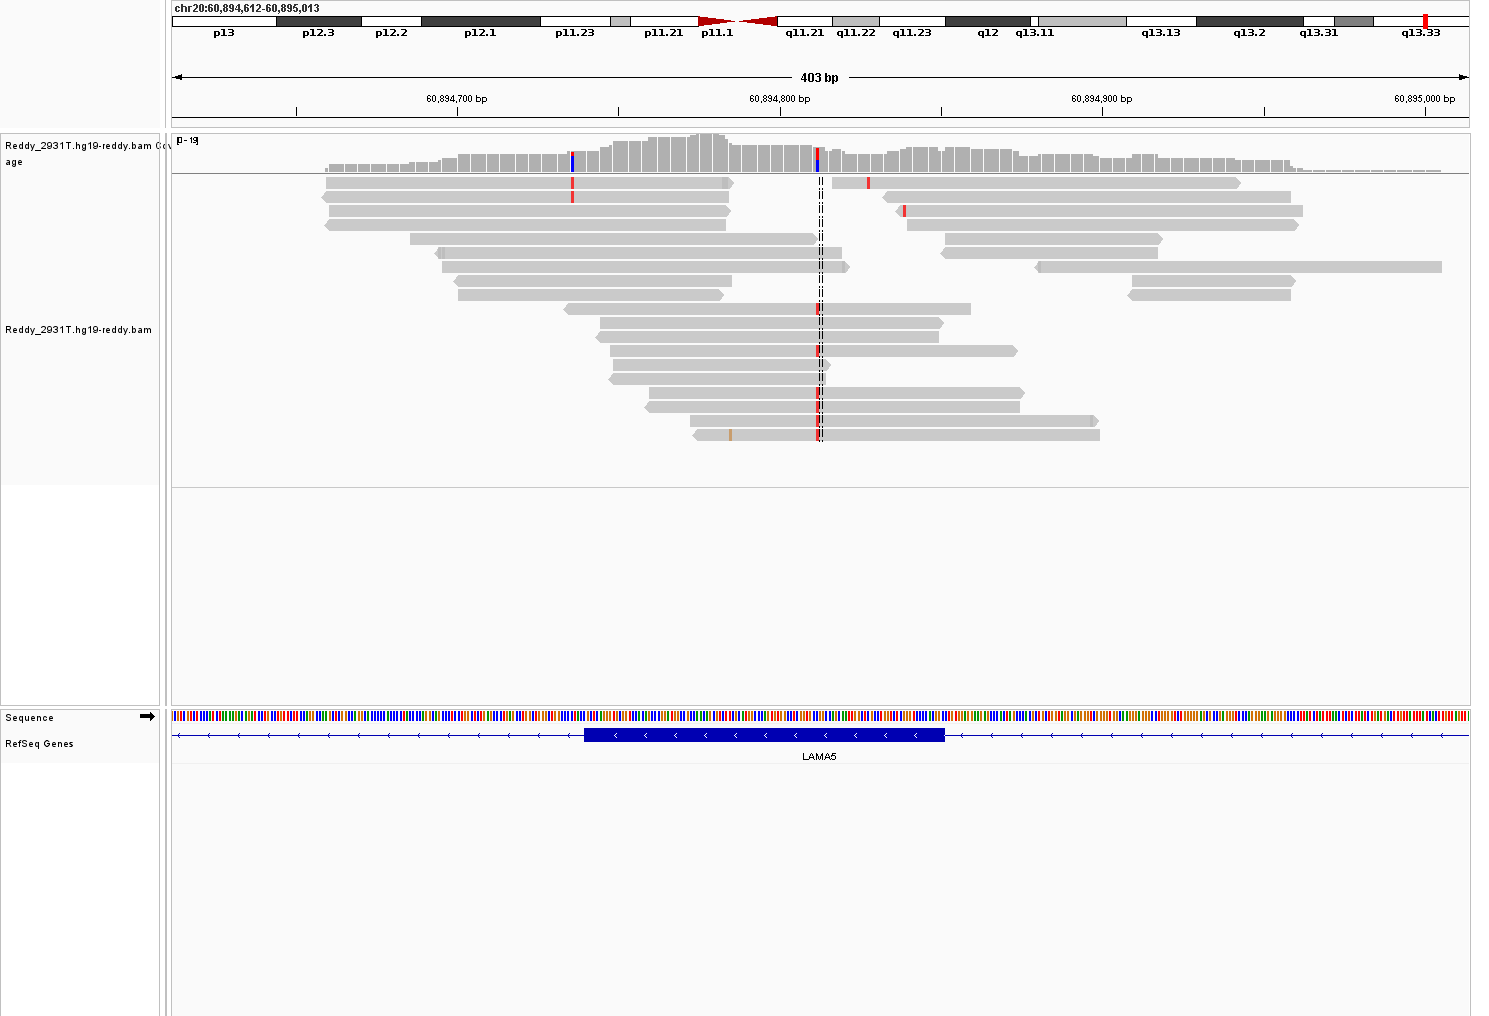 chr20:60,894,612-60,895,013
p13 p12.3 p12.2 p12.1 p11.23 p11.21 p11.1 q11.21 q11.22 q11.23 q12 q13.11 q13.13 q13.2 q13.31 q13.33
403 bp
60,894,700 bp 60,894,800 bp 60,894,900 bp 60,895,000 bp
[0 - 19]
Reddy_2931T.hg19-reddy.bam Cov
age
Reddy_2931T.hg19-reddy.bam
Sequence
RefSeq Genes
LAMA5